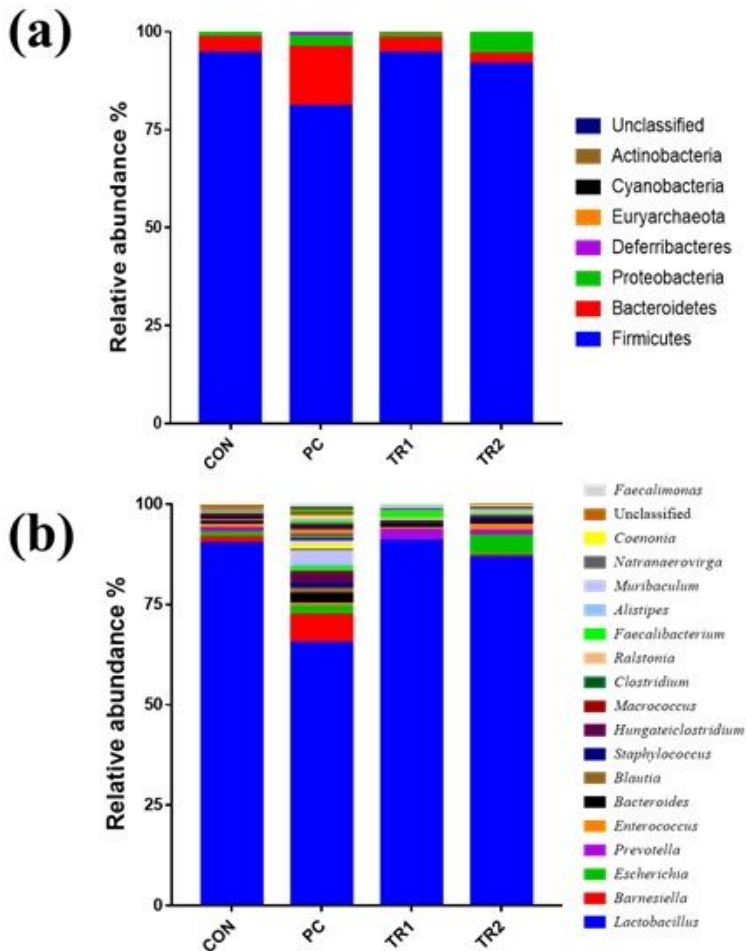 (a)
Relative abundance %
100
75
50
25
0
CON
PC
TR1
TR2
Unclassified
Actinobacteria
Cyanobacteria
Euryarchaeota
Deferribacteres
Proteobacteria
Bacteroidetes
Firmicutes
(b)
Relative abundance %
100
75
50
25
0
CON
PC
TR1
TR2
Faecalimonas
Unclassified
Coenonia
Natranaerovirga
Muribaculum
Alistipes
Faecalibacterium
Ralstonia
Clostridium
Macrococcus
Hungateiclostridium
Staphylococcus
Blautia
Bacteroides
Enterococcus
Prevotella
Escherichia
Barnesiella
Lactobacillus